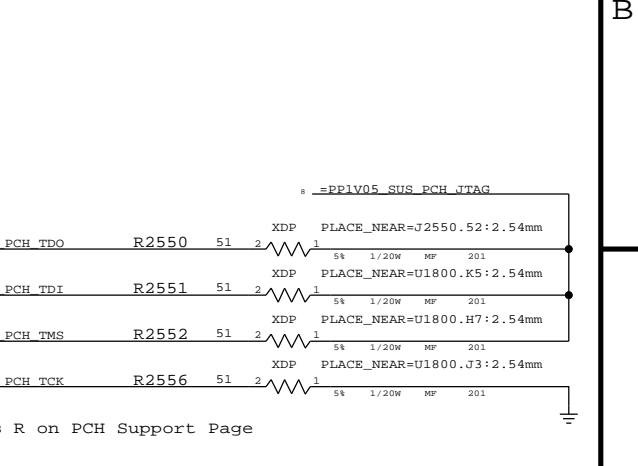 B
8 =PP1V05_SUS_PCH_JTAG
XDP PLACE_NEAR=J2550.52:2.54mm
PCH_TDO R2550 51 2 1
5% 1/20W MF 201
XDP PLACE_NEAR=U1800.K5:2.54mm
PCH_TDI R2551 51 2 1
5% 1/20W MF 201
XDP PLACE_NEAR=U1800.H7:2.54mm
PCH_TMS R2552 51 2 1
5% 1/20W MF 201
XDP PLACE_NEAR=U1800.J3:2.54mm
PCH_TCK R2556 51 2 1
5% 1/20W MF 201
R on PCH Support Page